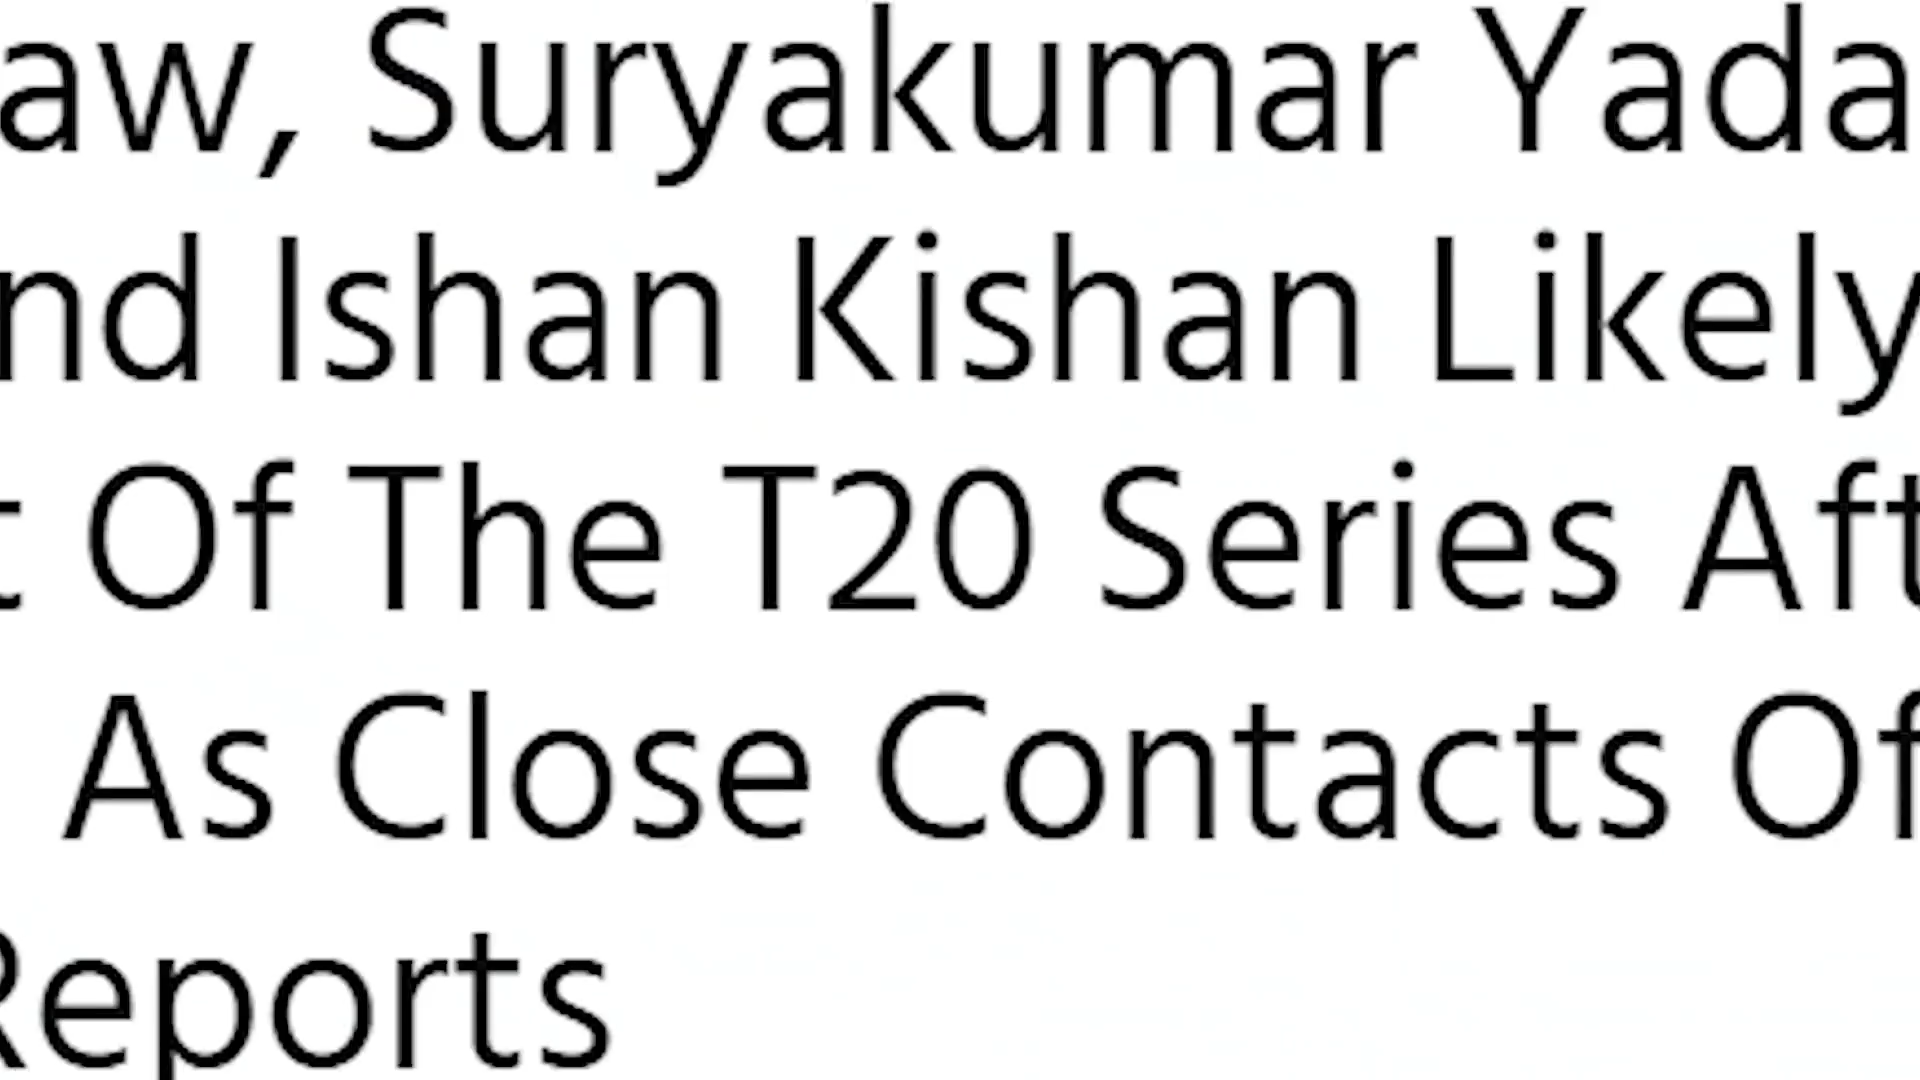 aw, Suryakumar Yada
nd Ishan Kishan Likely
t Of The T20 Series Aft
As Close Contacts Of
Reports